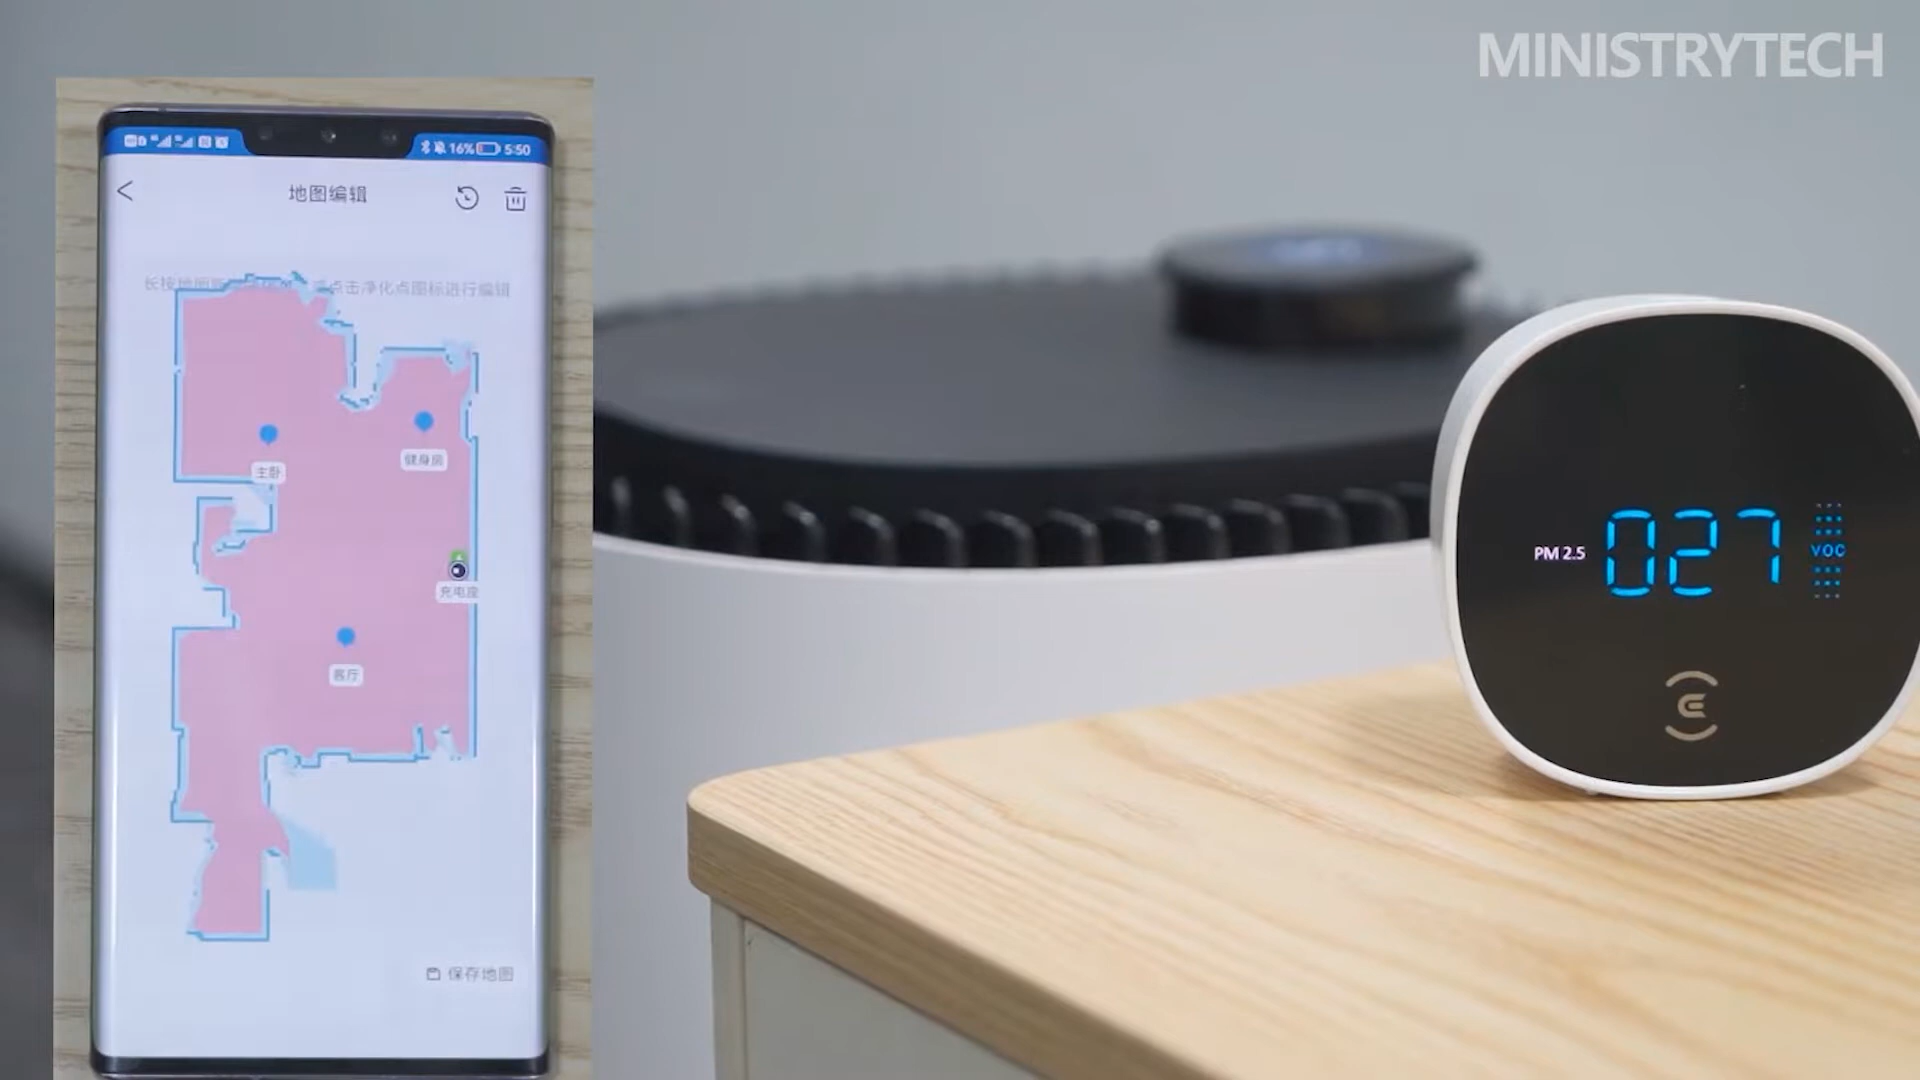 MINISTRYTECH
16% 5:50
地图编辑
点击净化点图标进行编辑
主卧
健身房
充电座
客厅
保存地图
PM 2.5
027
VOC